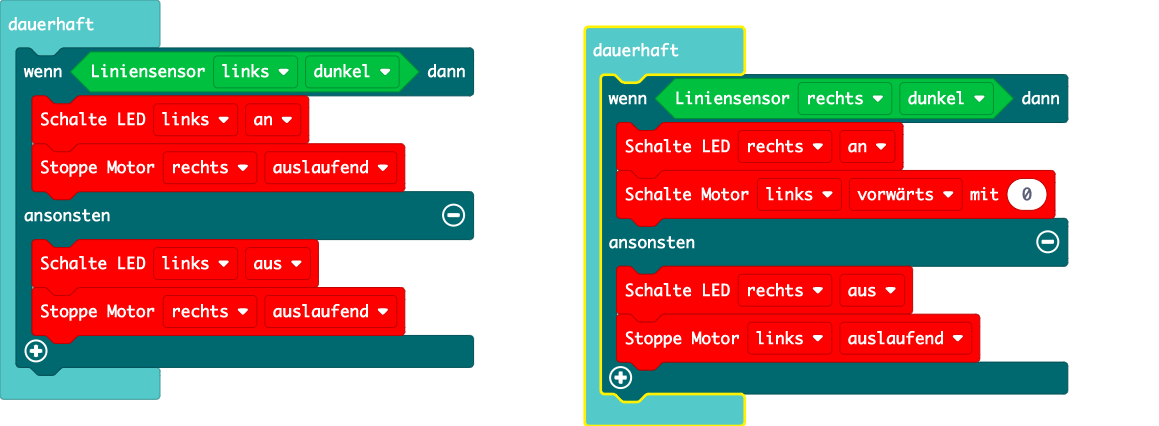 dauerhaft
wenn Liniensensor links dunkel dann
Schalte LED links an
Stoppe Motor rechts auslaufend
ansonsten
Schalte LED links aus
Stoppe Motor rechts auslaufend
dauerhaft
wenn Liniensensor rechts dunkel dann
Schalte LED rechts an
Schalte Motor links vorwärts mit 0
ansonsten
Schalte LED rechts aus
Stoppe Motor links auslaufend